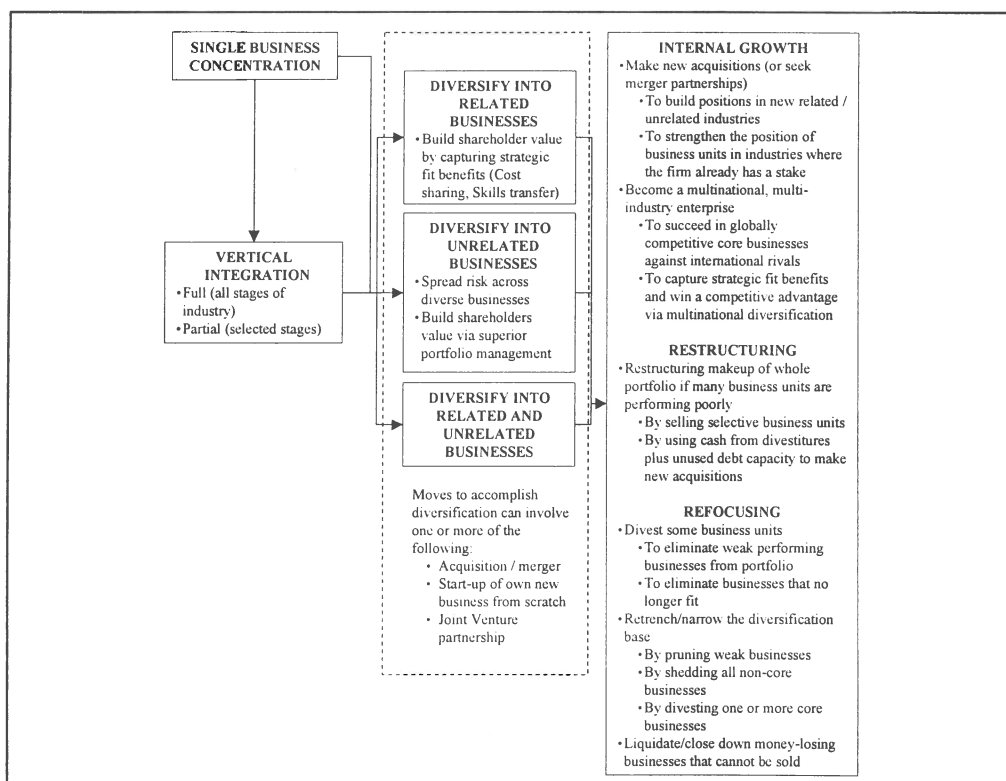 SINGLE BUSINESS
CONCENTRATION
VERTICAL
INTEGRATION
• Full (all stages of
industry)
• Partial (selected stages)
DIVERSIFY INTO
RELATED
BUSINESSES
• Build shareholder value
by capturing strategic
fit benefits (Cost
sharing, Skills transfer)
DIVERSIFY INTO
UNRELATED
BUSINESSES
• Spread risk across
diverse businesses
• Build shareholders
value via superior
portfolio management
DIVERSIFY INTO
RELATED AND
UNRELATED
BUSINESSES
Moves to accomplish
diversification can involve
one or more of the
following:
• Acquisition / merger
• Start-up of own new
business from scratch
• Joint Venture
partnership
INTERNAL GROWTH
• Make new acquisitions (or seek
merger partnerships)
• To build positions in new related /
unrelated industries
• To strengthen the position of
business units in industries where
the firm already has a stake
• Become a multinational, multi-
industry enterprise
• To succeed in globally
competitive core businesses
against international rivals
• To capture strategic fit benefits
and win a competitive advantage
via multinational diversification
RESTRUCTURING
• Restructuring makeup of whole
portfolio if many business units are
performing poorly
• By selling selective business units
• By using cash from divestitures
plus unused debt capacity to make
new acquisitions
REFOCUSING
• Divest some business units
• To eliminate weak performing
businesses from portfolio
• To eliminate businesses that no
longer fit
• Retrench/narrow the diversification
base
• By pruning weak businesses
• By shedding all non-core
businesses
• By divesting one or more core
businesses
• Liquidate/close down money-losing
businesses that cannot be sold